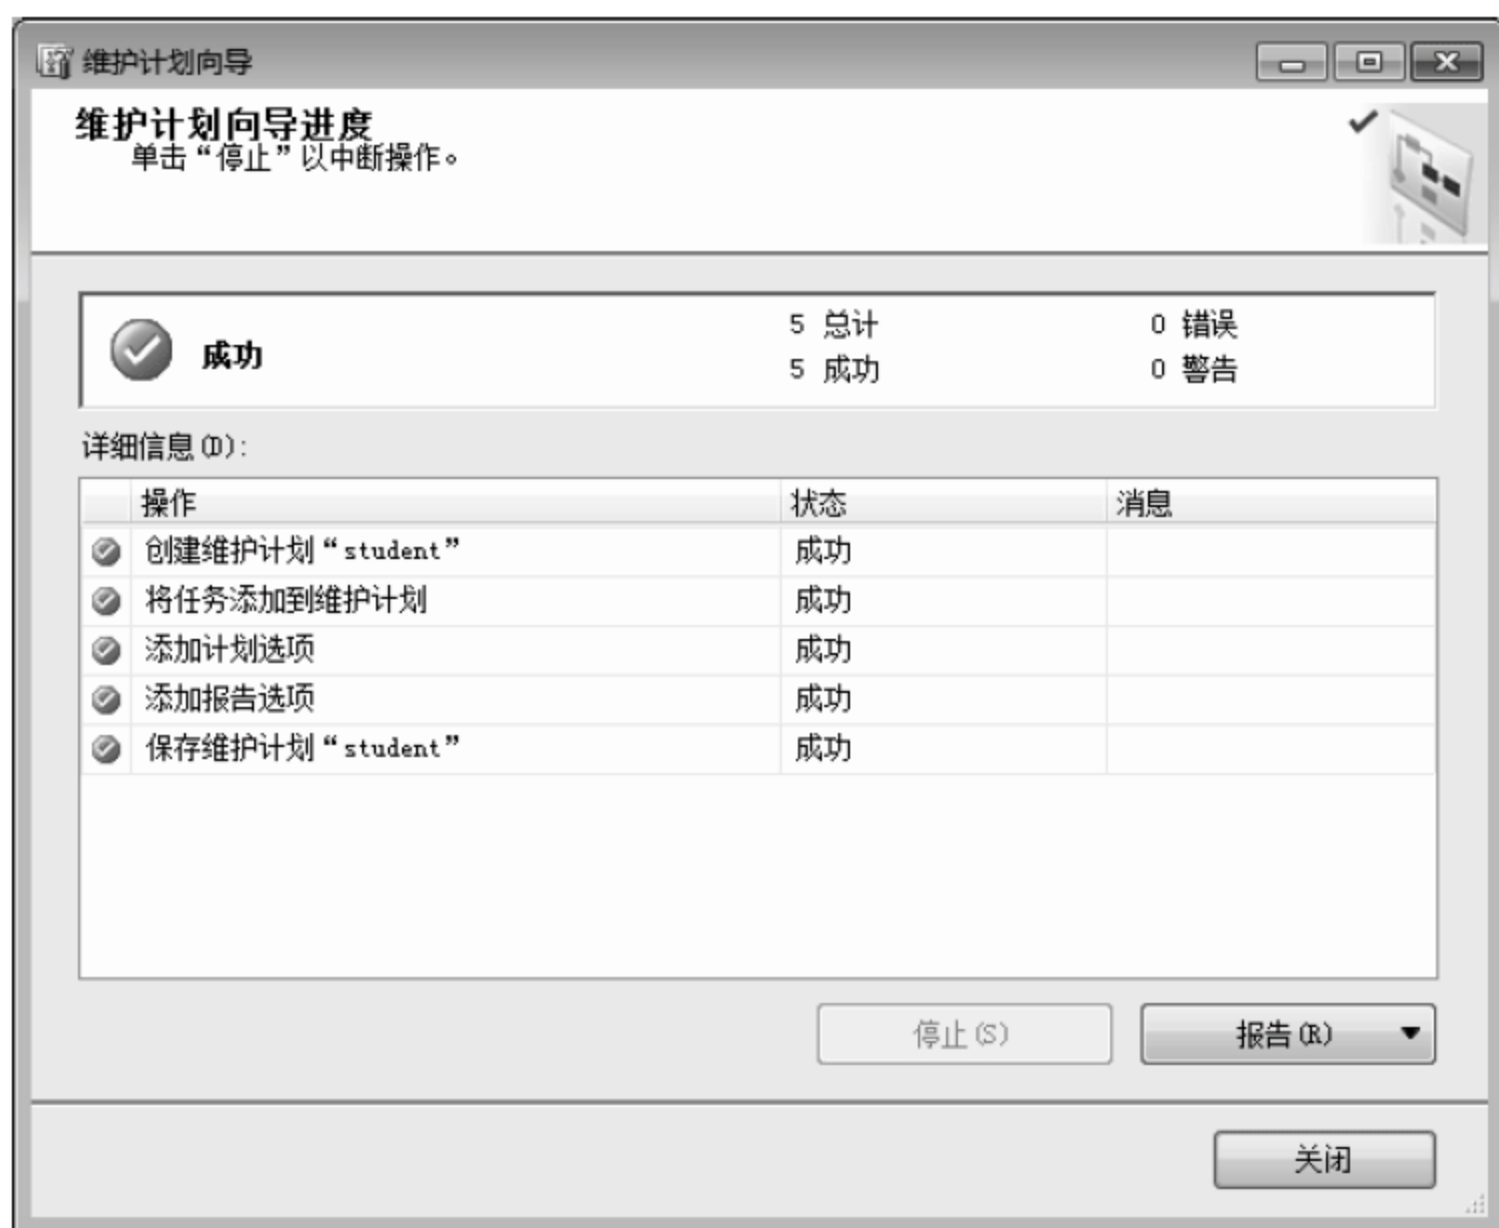 维护计划向导
维护计划向导进度
单击“停止”以中断操作。
成功
5 总计 0 错误
5 成功 0 警告
详细信息(D):
操作 状态 消息
创建维护计划“student” 成功
将任务添加到维护计划 成功
添加计划选项 成功
添加报告选项 成功
保存维护计划“student” 成功
停止(S) 报告(R)
关闭